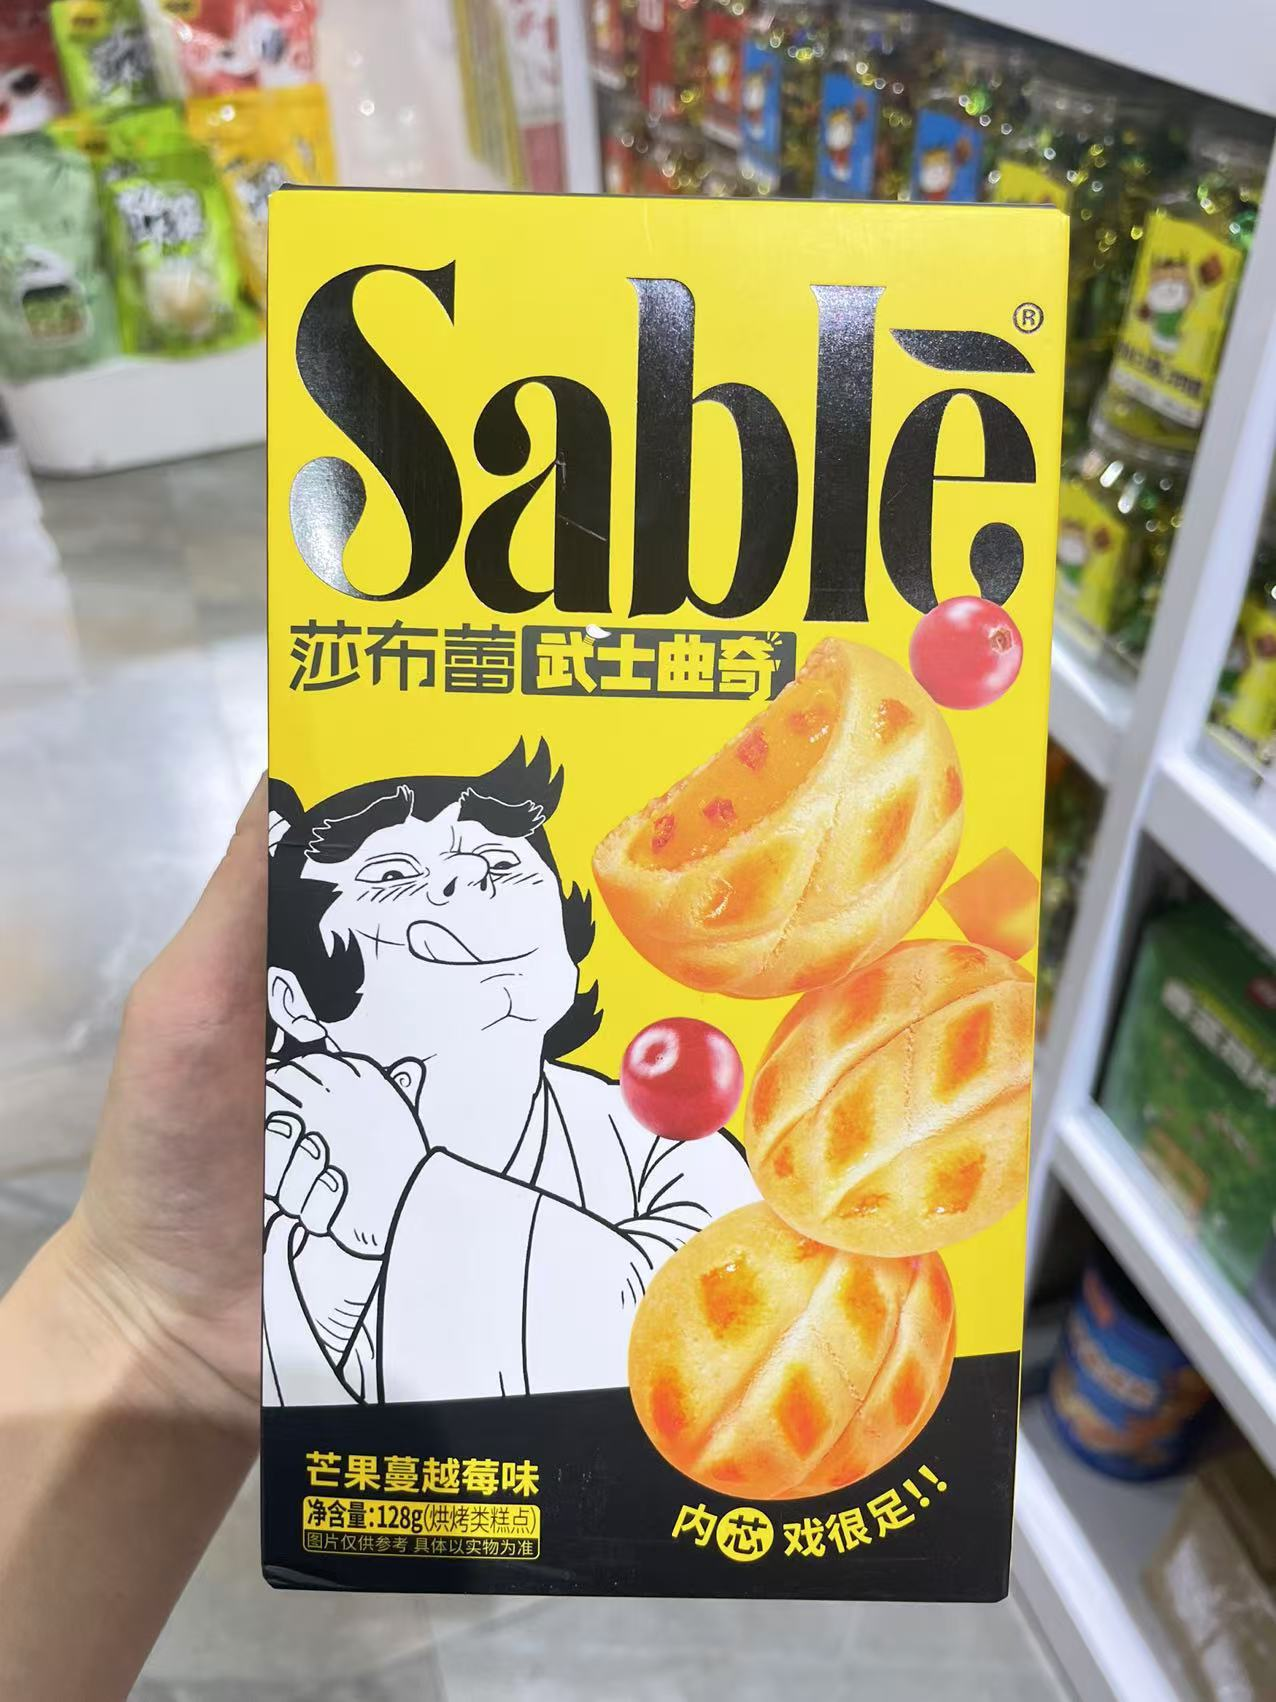 Sablē®
莎布蕾 武士曲奇
芒果蔓越莓味
净含量:128g(烘烤类糕点)
图片仅供参考 具体以实物为准
内芯戏很足!!